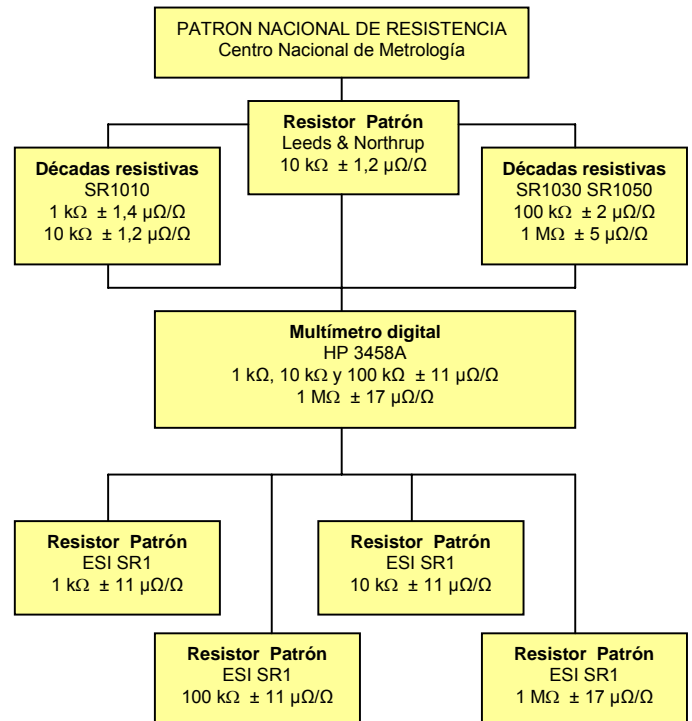 PATRON NACIONAL DE RESISTENCIA
Centro Nacional de Metrología
Resistor Patrón
Leeds & Northrup
10 kΩ ± 1,2 µΩ/Ω
Décadas resistivas
SR1010
1 kΩ ± 1,4 µΩ/Ω
10 kΩ ± 1,2 µΩ/Ω
Décadas resistivas
SR1030 SR1050
100 kΩ ± 2 µΩ/Ω
1 MΩ ± 5 µΩ/Ω
Multímetro digital
HP 3458A
1 kΩ, 10 kΩ y 100 kΩ ± 11 µΩ/Ω
1 MΩ ± 17 µΩ/Ω
Resistor Patrón
ESI SR1
1 kΩ ± 11 µΩ/Ω
Resistor Patrón
ESI SR1
10 kΩ ± 11 µΩ/Ω
Resistor Patrón
ESI SR1
100 kΩ ± 11 µΩ/Ω
Resistor Patrón
ESI SR1
1 MΩ ± 17 µΩ/Ω